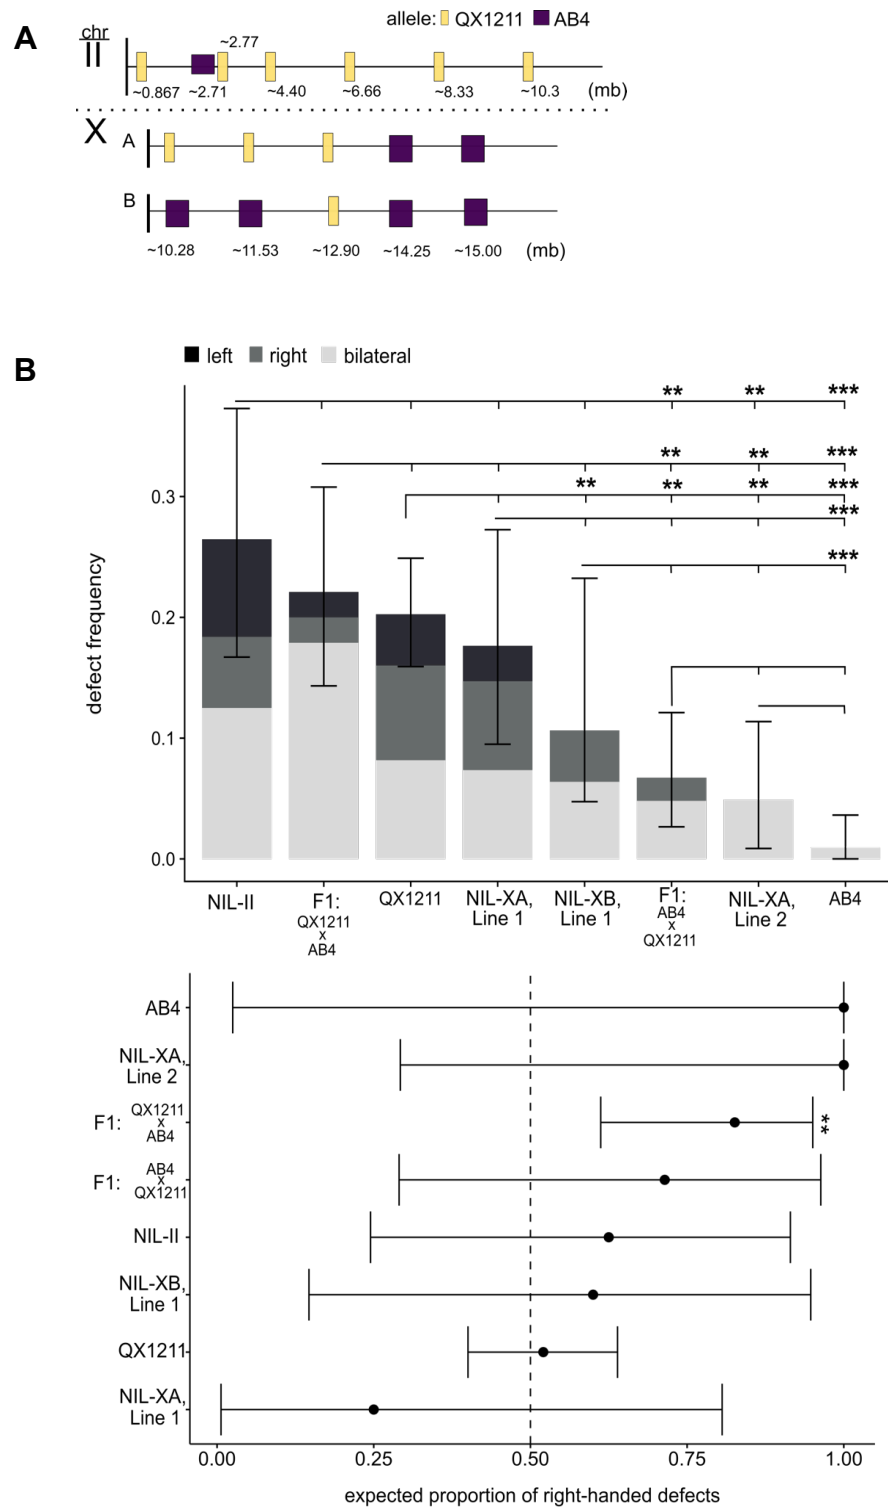 A
allele: QX1211 AB4
chr
II
~2.77
~0.867 ~2.71 ~4.40 ~6.66 ~8.33 ~10.3 (mb)
X
A
B
~10.28 ~11.53 ~12.90 ~14.25 ~15.00 (mb)
B
left right bilateral
** ** ***
** ** ***
** ** ** ***
***
***
defect frequency
0.3
0.2
0.1
0.0
NIL-II F1: QX1211 x AB4 QX1211 NIL-XA, Line 1 NIL-XB, Line 1 F1: AB4 x QX1211 NIL-XA, Line 2 AB4
AB4
NIL-XA,
Line 2
F1: QX1211 x AB4
**
F1: AB4 x QX1211
NIL-II
NIL-XB,
Line 1
QX1211
NIL-XA,
Line 1
0.00 0.25 0.50 0.75 1.00
expected proportion of right-handed defects